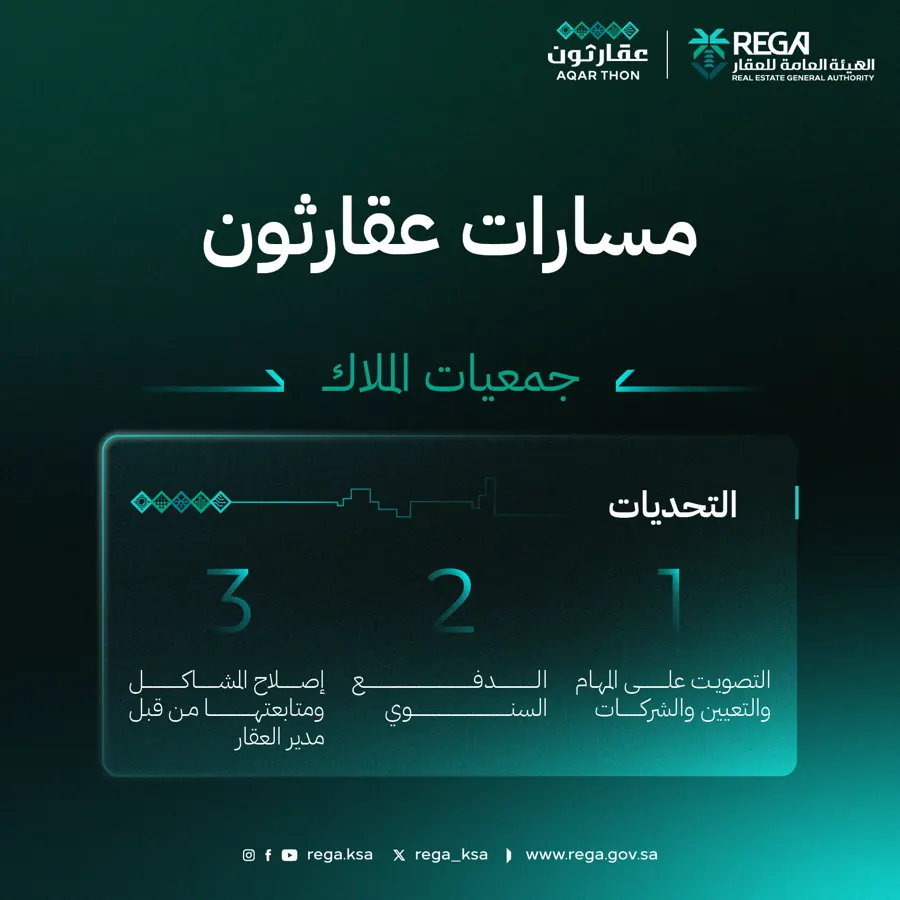 عقارثون
AQAR THON
REGA
الهيئة العامة للعقار
REAL ESTATE GENERAL AUTHORITY
مسارات عقارثون
جمعيات الملاك
التحديات
1
التصويت على المهام
والتعيين والشركات
2
الدفع
السنوي
3
إصلاح المشاكل
ومتابعتها من قبل
مدير العقار
rega.ksa
rega_ksa
www.rega.gov.sa